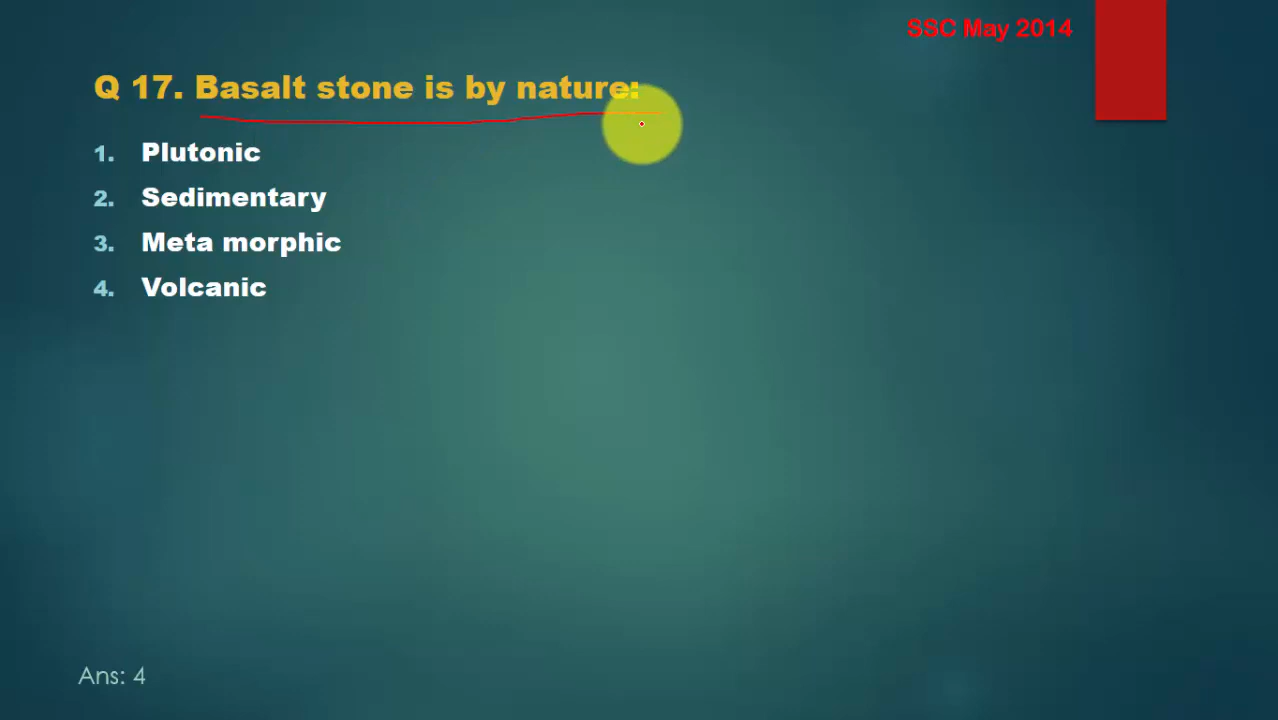 SSC May 2014
Q 17. Basalt stone is by nature:
1. Plutonic
2. Sedimentary
3. Meta morphic
4. Volcanic
Ans: 4